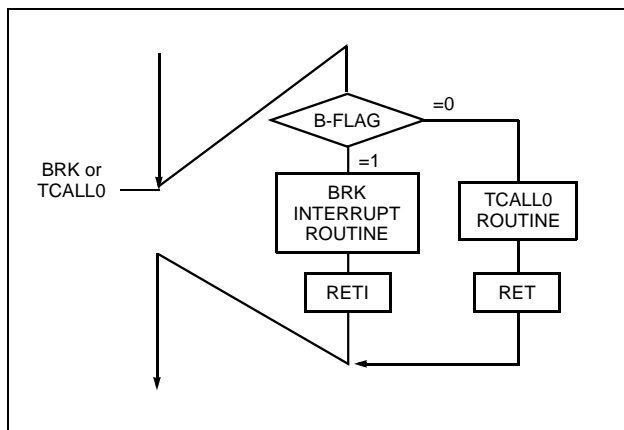 B-FLAG
=0
=1
BRK or
TCALL0
BRK
INTERRUPT
ROUTINE
TCALL0
ROUTINE
RETI
RET